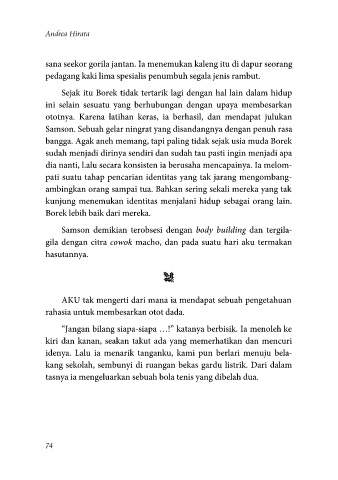 Andrea Hirata
sana seekor gorila jantan. Ia menemukan kaleng itu di dapur seorang
pedagang kaki lima spesialis penumbuh segala jenis rambut.
Sejak itu Borek tidak tertarik lagi dengan hal lain dalam hidup
ini selain sesuatu yang berhubungan dengan upaya membesarkan
ototnya. Karena latihan keras, ia berhasil, dan mendapat julukan
Samson. Sebuah gelar ningrat yang disandangnya dengan penuh rasa
bangga. Agak aneh memang, tapi paling tidak sejak usia muda Borek
sudah menjadi dirinya sendiri dan sudah tau pasti ingin menjadi apa
dia nanti, Lalu secara konsisten ia berusaha mencapainya. Ia melom-
pati suatu tahap pencarian identitas yang tak jarang mengombang-
ambingkan orang sampai tua. Bahkan sering sekali mereka yang tak
kunjung menemukan identitas menjalani hidup sebagai orang lain.
Borek lebih baik dari mereka.
Samson demikian terobsesi dengan body building dan tergila-
gila dengan citra cowok macho, dan pada suatu hari aku termakan
hasutannya.
AKU tak mengerti dari mana ia mendapat sebuah pengetahuan
rahasia untuk membesarkan otot dada.
“Jangan bilang siapa-siapa …!” katanya berbisik. Ia menoleh ke
kiri dan kanan, seakan takut ada yang memerhatikan dan mencuri
idenya. Lalu ia menarik tanganku, kami pun berlari menuju bela-
kang sekolah, sembunyi di ruangan bekas gardu listrik. Dari dalam
tasnya ia mengeluarkan sebuah bola tenis yang dibelah dua.
74